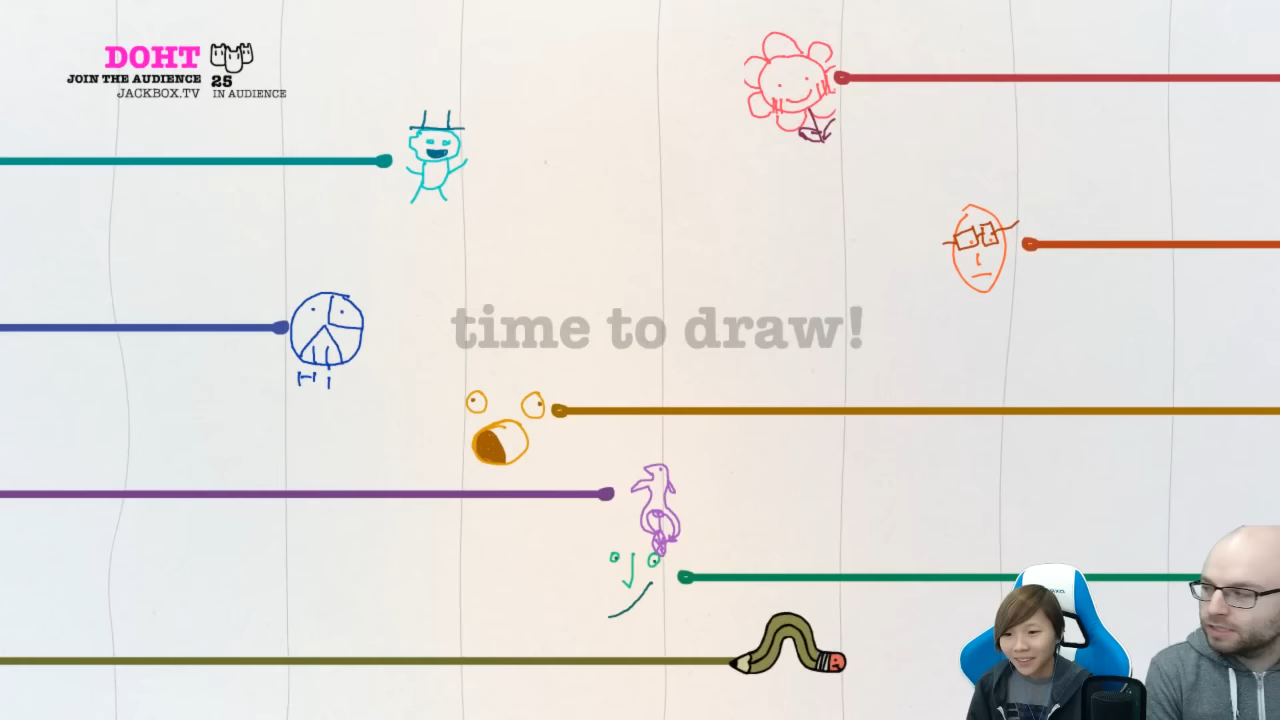 DOHT
JOIN THE AUDIENCE 25
JACKBOX.TV IN AUDIENCE
time to draw!
HI